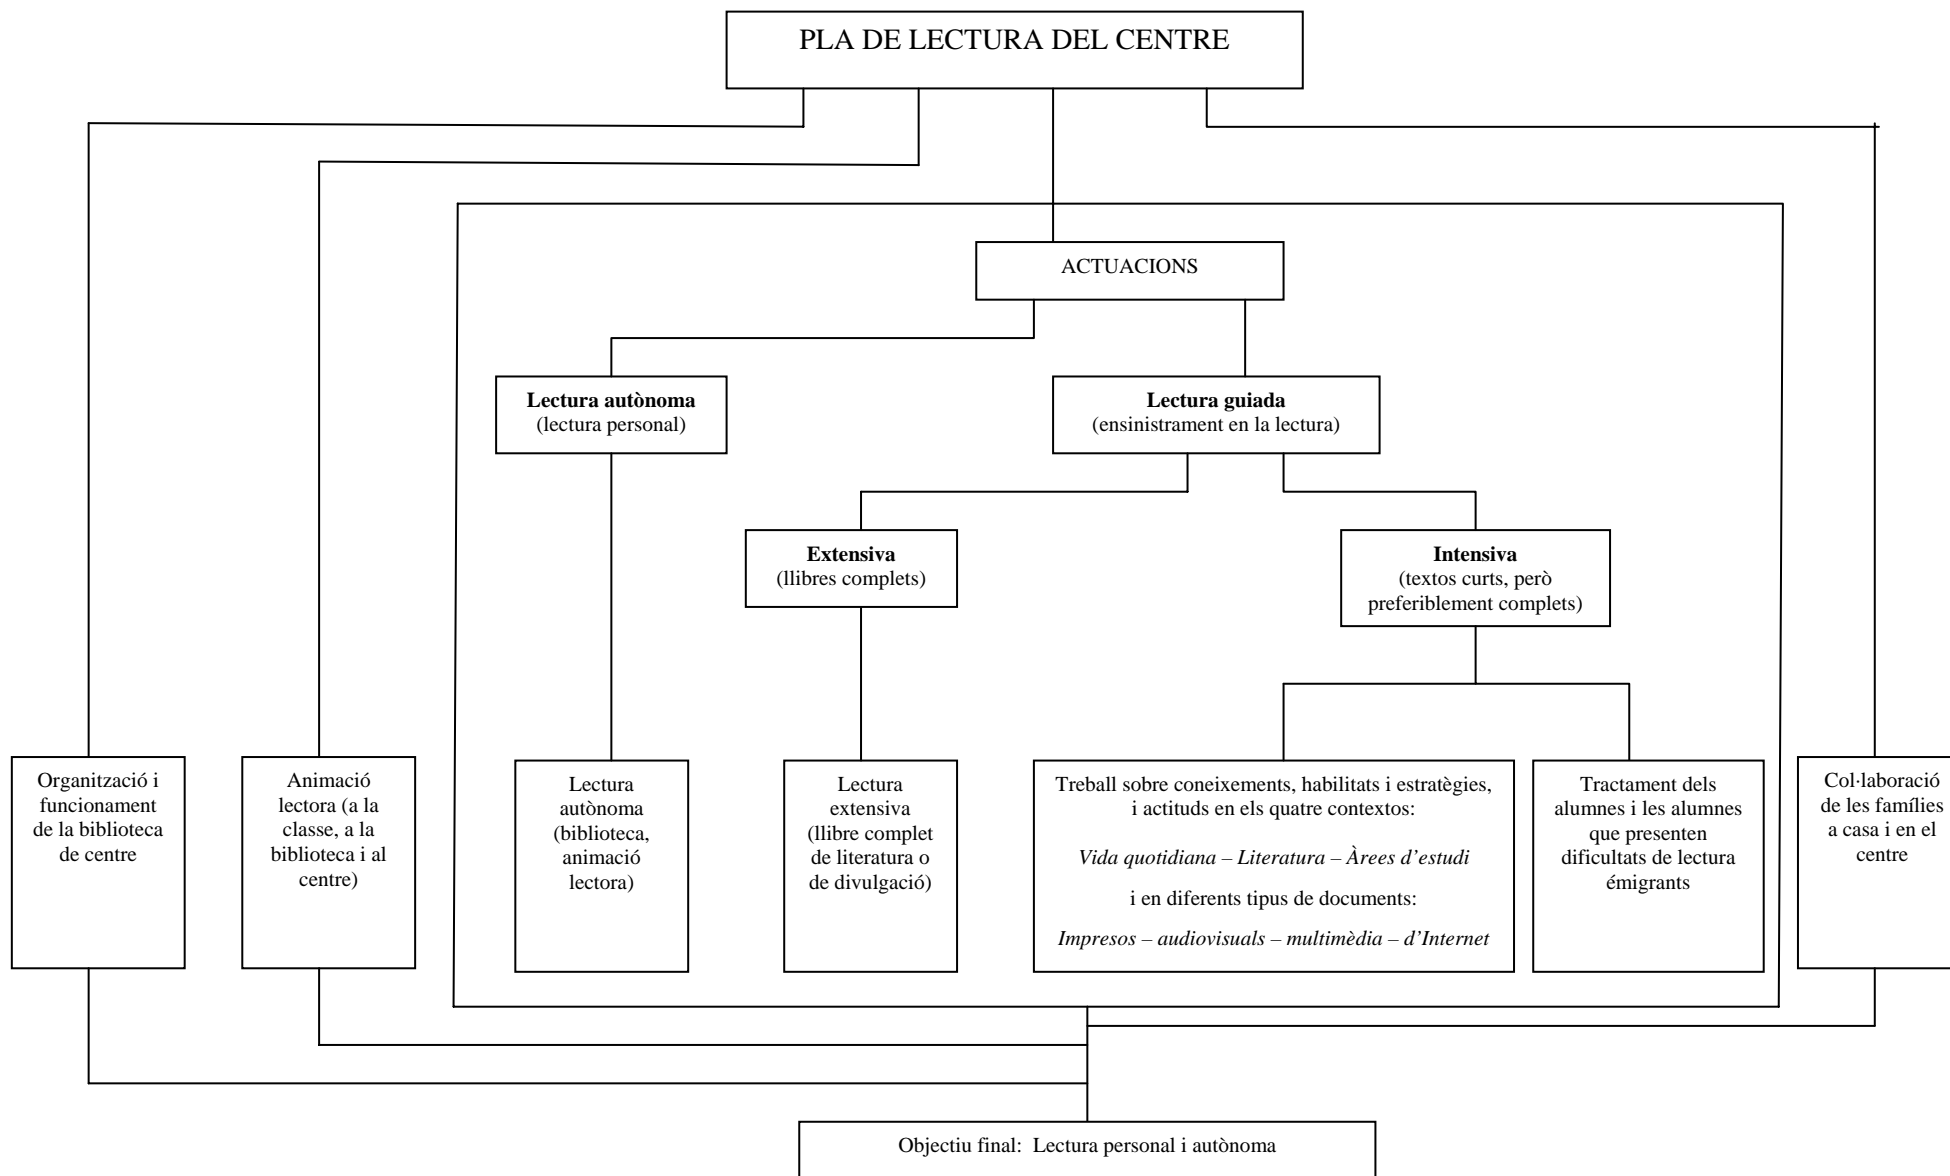 PLA DE LECTURA DEL CENTRE
ACTUACIONS
Lectura autònoma
(lectura personal)
Lectura guiada
(ensinistrament en la lectura)
Extensiva
(llibres complets)
Intensiva
(textos curts, però
preferiblement complets)
Organització i
funcionament
de la biblioteca
de centre
Animació
lectora (a la
classe, a la
biblioteca i al
centre)
Lectura
autònoma
(biblioteca,
animació
lectora)
Lectura
extensiva
(llibre complet
de literatura o
de divulgació)
Treball sobre coneixements, habilitats i estratègies,
i actituds en els quatre contextos:
Vida quotidiana – Literatura – Àrees d’estudi
i en diferents tipus de documents:
Impresos – audiovisuals – multimèdia – d’Internet
Tractament dels
alumnes i les alumnes
que presenten
dificultats de lectura
émigrants
Col·laboració
de les famílies
a casa i en el
centre
Objectiu final: Lectura personal i autònoma